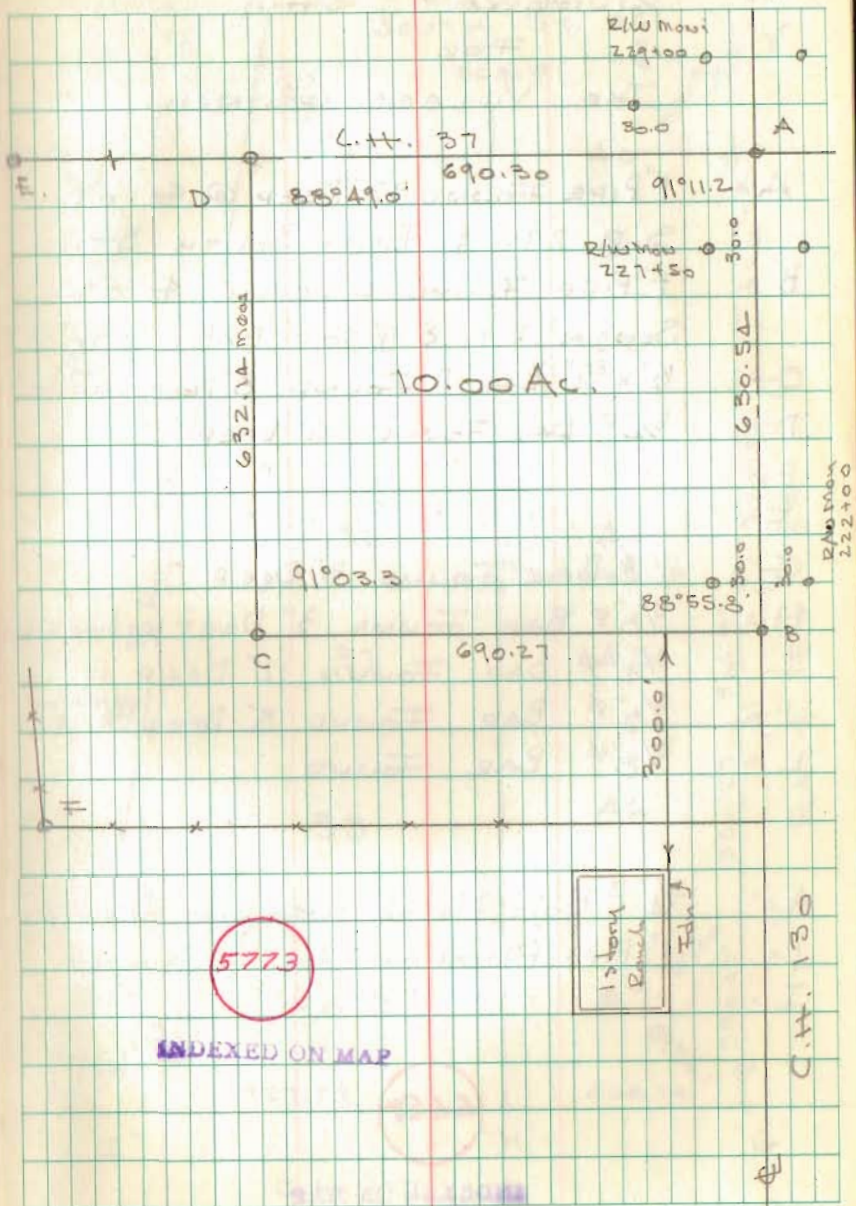 R/W Mon
229+00
30.0
C.H. 37
A
690.30
D
88°49.0'
91°11.2
R/W Mon
227+50
30.0
632.14 meas
10.00 Ac.
630.54
R/W Mon
222+00
91°03.3
30.0
30.0
88°55.8'
B
C
690.27
300.0'
1 story
Ranch
Fdn
5773
C.H. 130
INDEXED ON MAP
℄